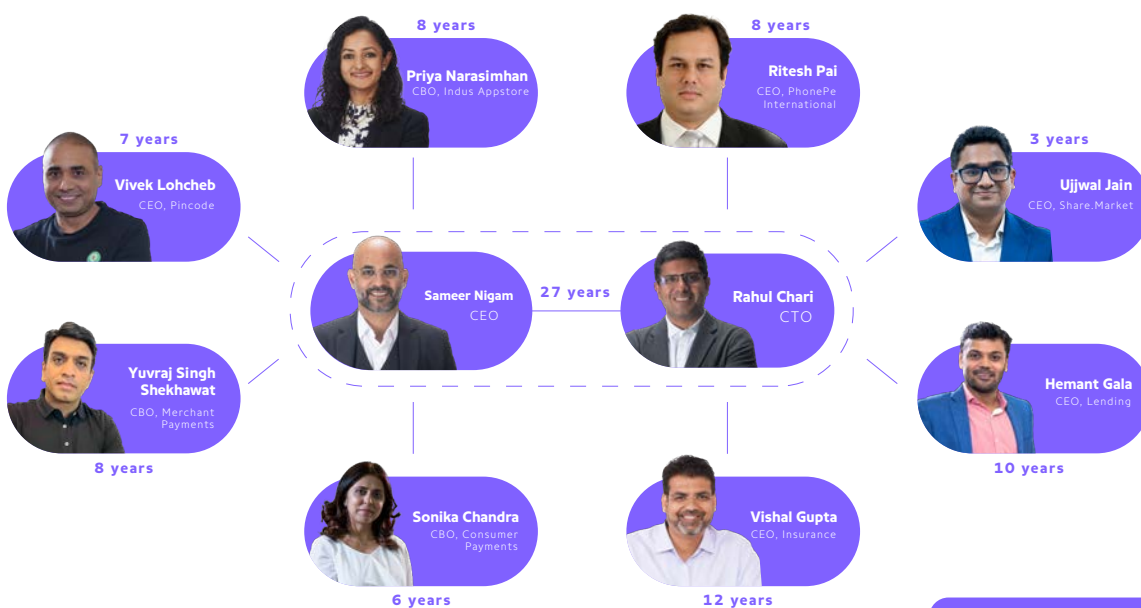 8 years
Priya Narasimhan
CBO, Indus Appstore
8 years
Ritesh Pai
CEO, PhonePe
International
7 years
Vivek Lohcheb
CEO, Pincode
3 years
Ujjwal Jain
CEO, Share.Market
Sameer Nigam
CEO
27 years
Rahul Chari
CTO
Yuvraj Singh
Shekhawat
CBO, Merchant
Payments
8 years
Hemant Gala
CEO, Lending
10 years
Sonika Chandra
CBO, Consumer
Payments
6 years
Vishal Gupta
CEO, Insurance
12 years